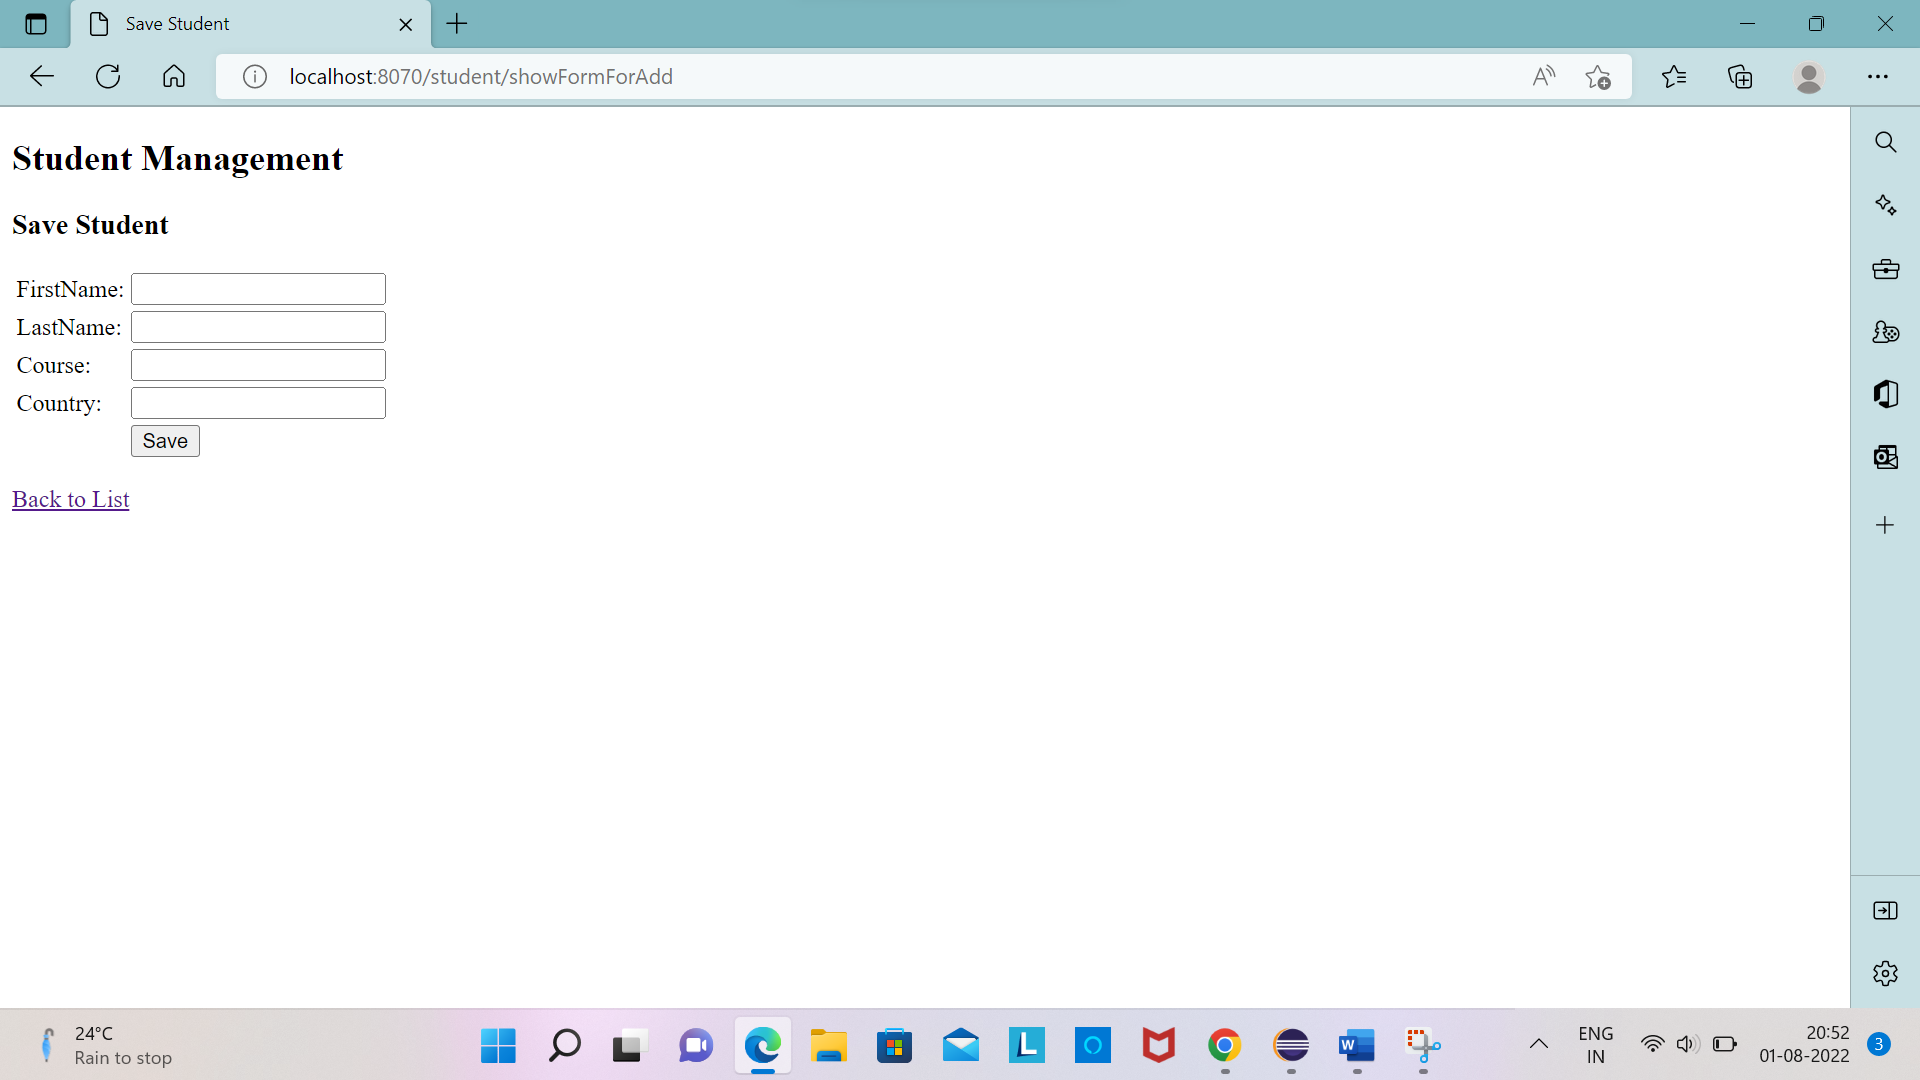 Save Student
localhost:8070/student/showFormForAdd
Student Management
Save Student
FirstName:
LastName:
Course:
Country:
Save
Back to List
24°C
Rain to stop
ENG
IN
20:52
01-08-2022
3